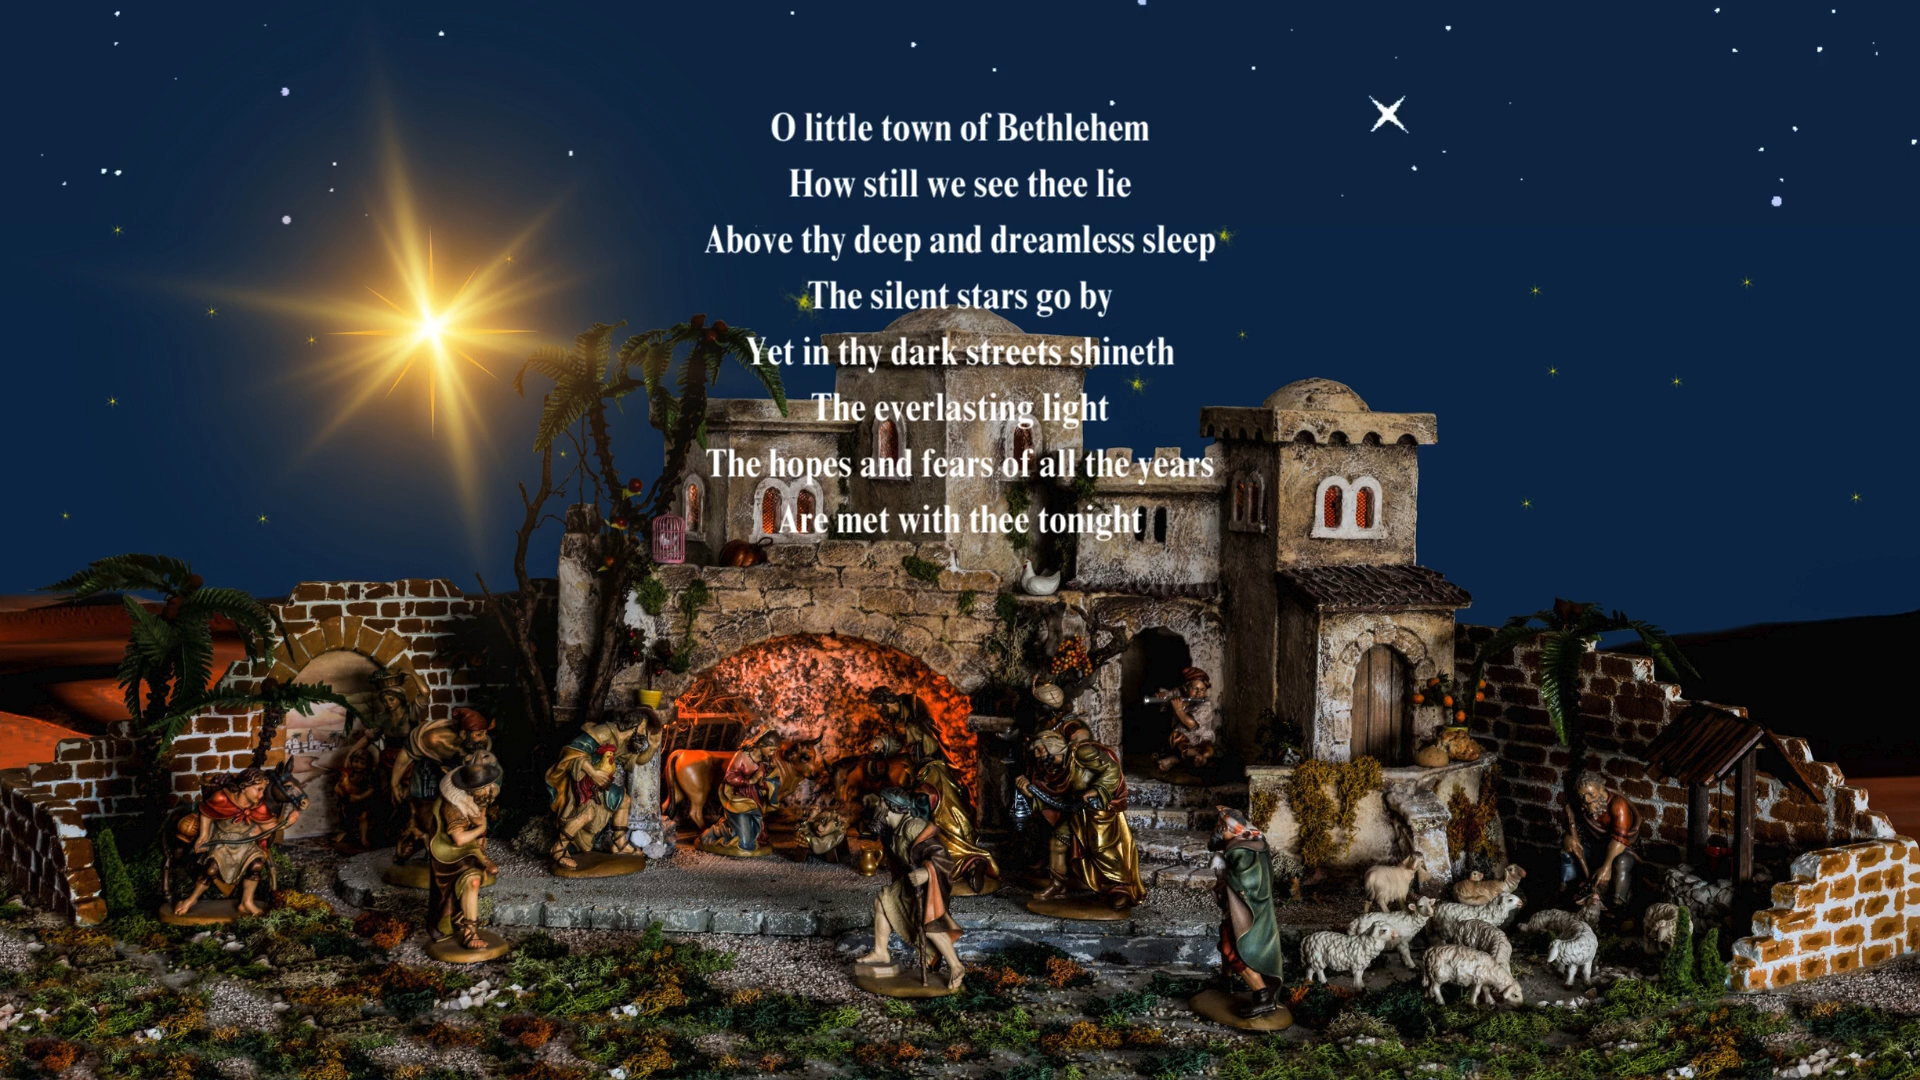 O little town of Bethlehem
How still we see thee lie
Above thy deep and dreamless sleep
The silent stars go by
Yet in thy dark streets shineth
The everlasting light
The hopes and fears of all the years
Are met with thee tonight